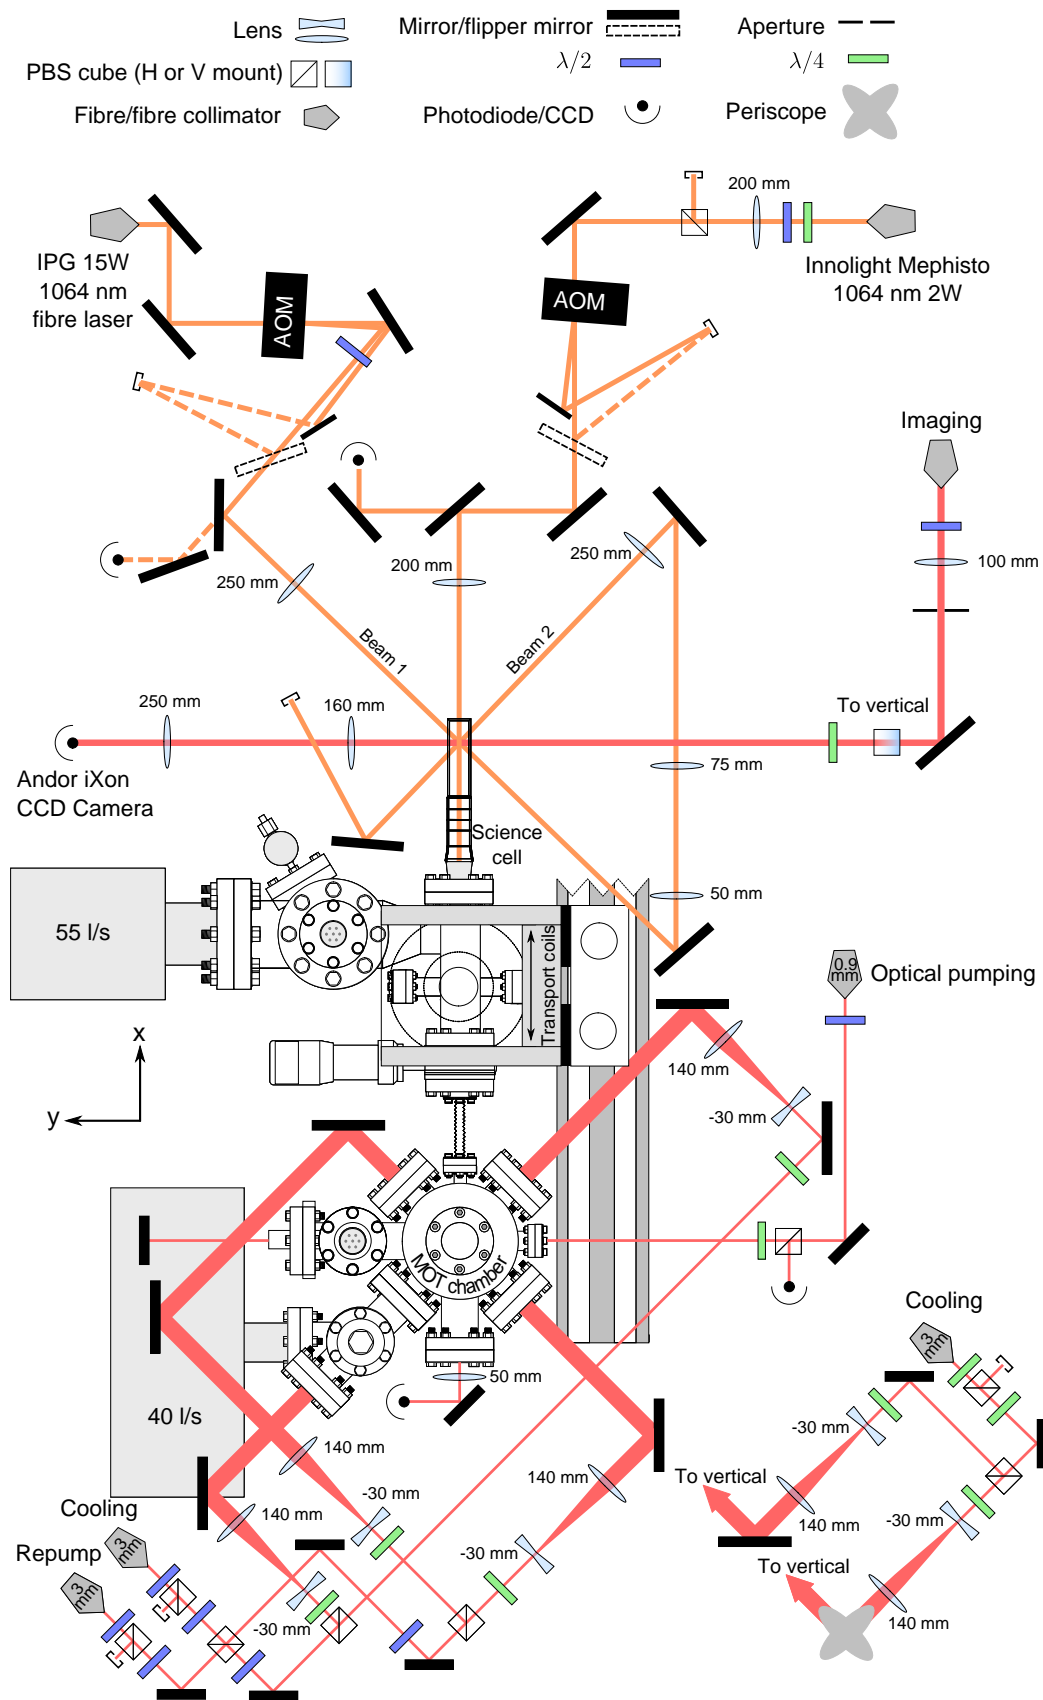 Lens
Mirror/flipper mirror
Aperture
PBS cube (H or V mount)
λ/2
λ/4
Fibre/fibre collimator
Photodiode/CCD
Periscope
200 mm
IPG 15W
1064 nm
fibre laser
AOM
AOM
Innolight Mephisto
1064 nm 2W
Imaging
250 mm
200 mm
250 mm
100 mm
Beam 1
Beam 2
250 mm
160 mm
To vertical
75 mm
Andor iXon
CCD Camera
Science
cell
50 mm
55 l/s
Transport coils
0.9
mm
Optical pumping
x
y
140 mm
-30 mm
MOT chamber
Cooling
3
mm
50 mm
40 l/s
140 mm
-30 mm
140 mm
-30 mm
To vertical
140 mm
-30 mm
Cooling
3
mm
Repump
3
mm
140 mm
-30 mm
-30 mm
To vertical
140 mm